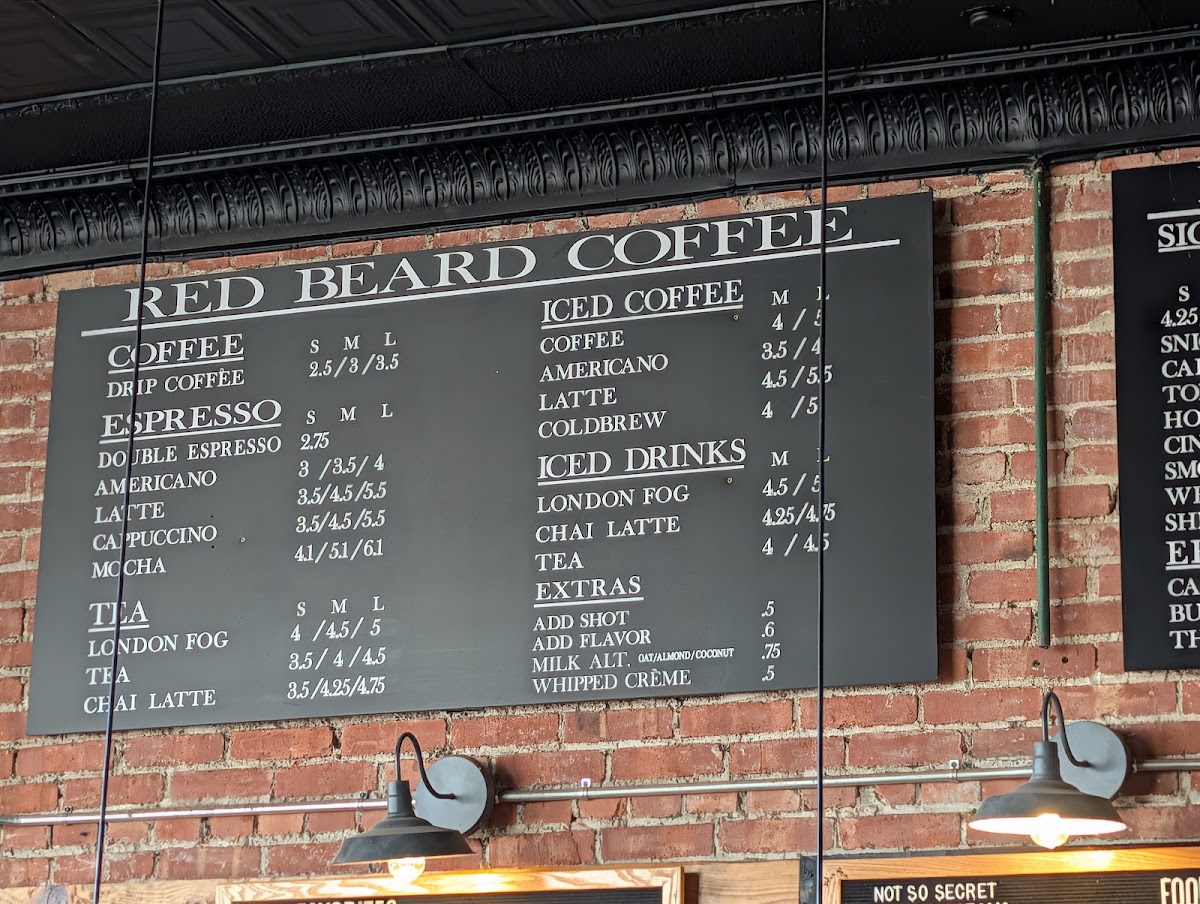 RED BEARD COFFEE
COFFEE S M L
DRIP COFFEE 2.5/3/3.5
ESPRESSO S M L
DOUBLE ESPRESSO 2.75
AMERICANO 3 /3.5/ 4
LATTE 3.5/4.5/5.5
CAPPUCCINO 3.5/4.5/5.5
MOCHA 4.1/5.1/6.1
TEA S M L
LONDON FOG 4 /4.5/ 5
TEA 3.5/ 4 /4.5
CHAI LATTE 3.5/4.25/4.75
ICED COFFEE M L
COFFEE 4 / 5
AMERICANO 3.5/ 4
LATTE 4.5/5.5
COLDBREW 4 /5
ICED DRINKS M L
LONDON FOG 4.5/ 5
CHAI LATTE 4.25/4.75
TEA 4 / 4.5
EXTRAS
ADD SHOT .5
ADD FLAVOR .6
MILK ALT. OAT/ALMOND/COCONUT .75
WHIPPED CRÈME .5
S
4.25
NOT SO SECRET